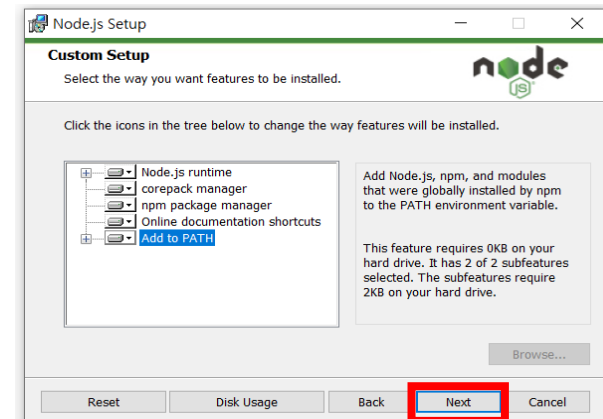 Node.js Setup
Custom Setup
Select the way you want features to be installed.
node
JS
Click the icons in the tree below to change the way features will be installed.
Node.js runtime
corepack manager
npm package manager
Online documentation shortcuts
Add to PATH
Add Node.js, npm, and modules
that were globally installed by npm
to the PATH environment variable.
This feature requires 0KB on your
hard drive. It has 2 of 2 subfeatures
selected. The subfeatures require
2KB on your hard drive.
Browse...
Reset Disk Usage Back Next Cancel